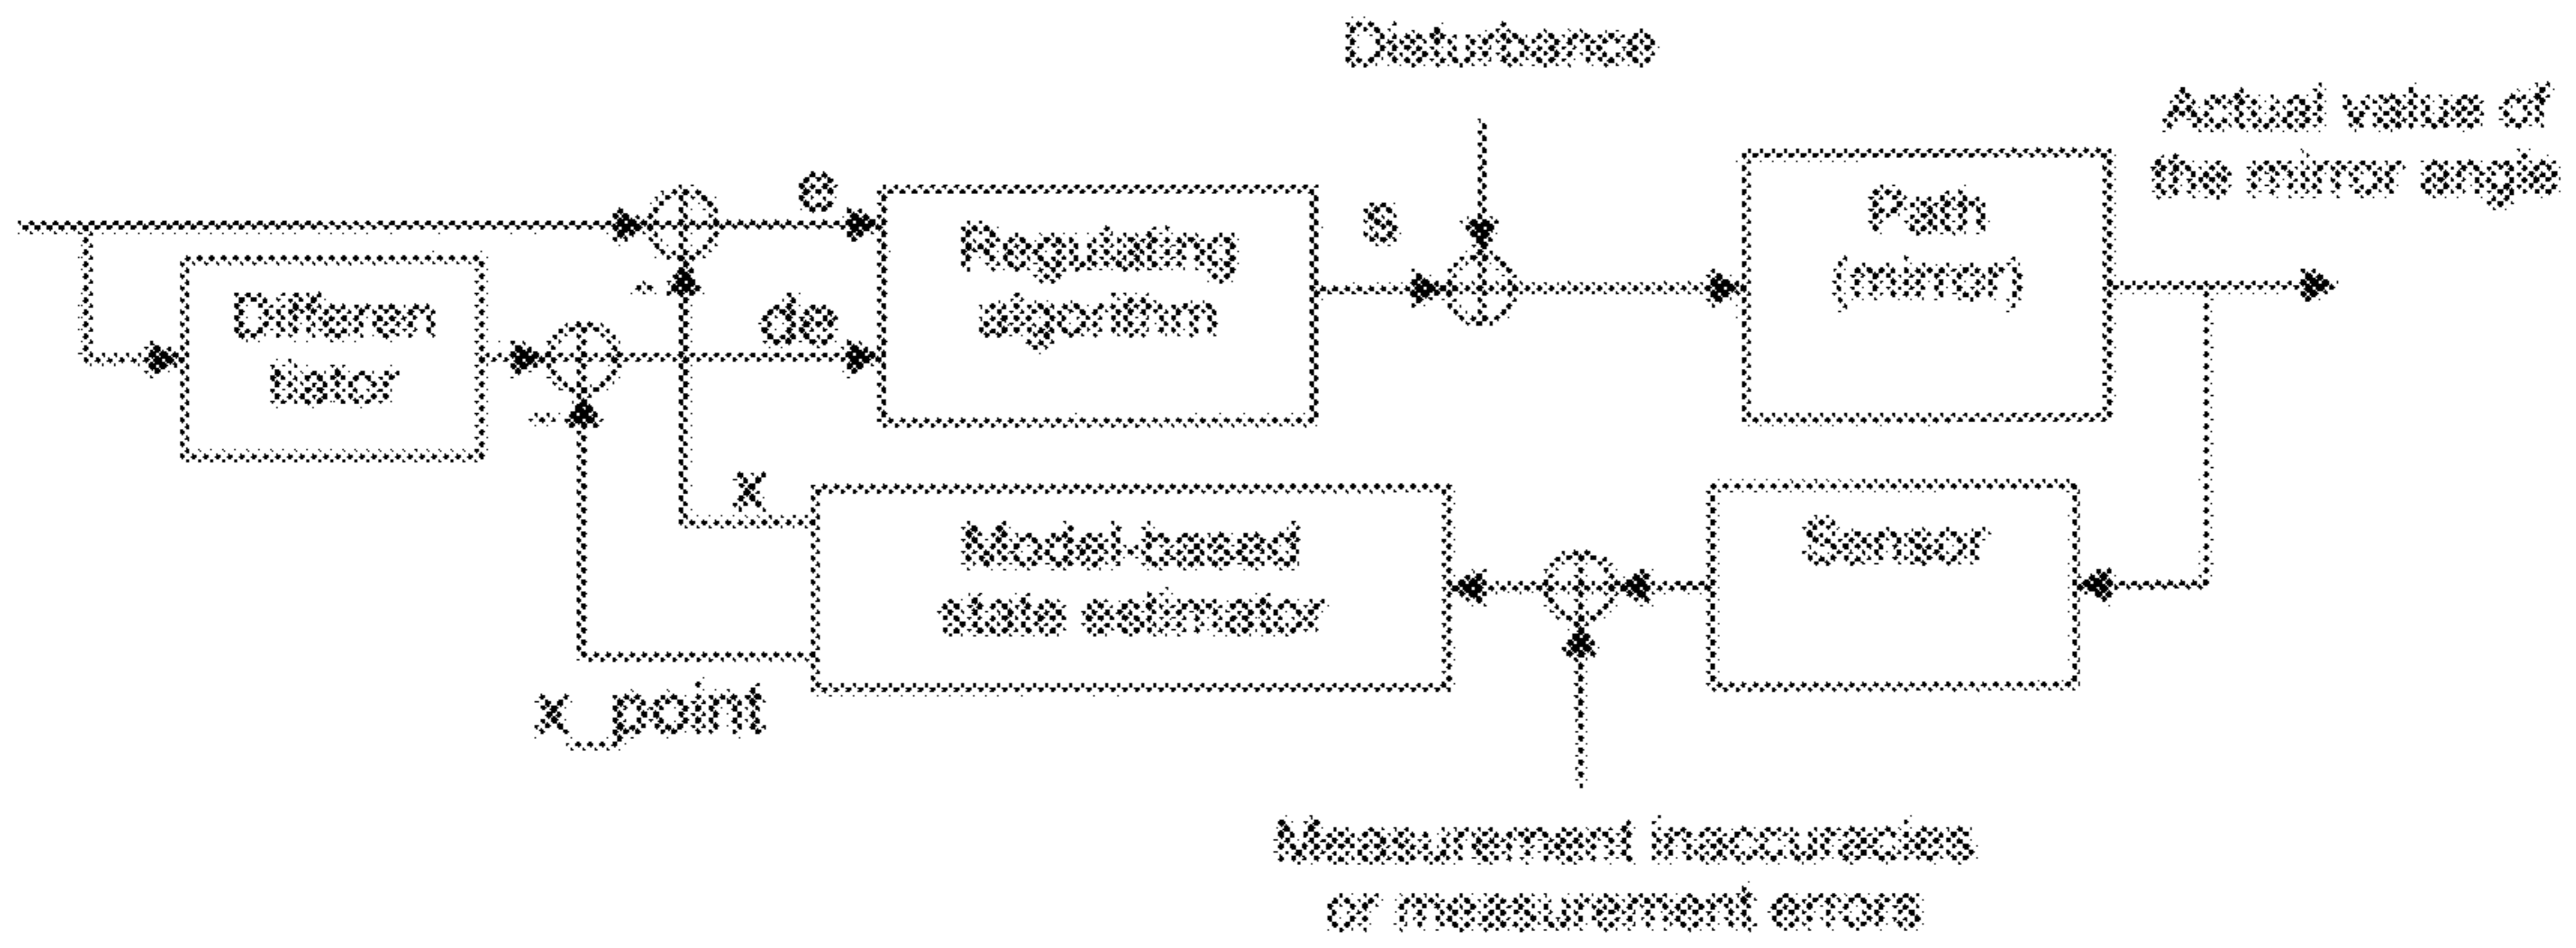 Disturbance
Actual value of
the mirror angle
e
Regulating
algorithm
s
Path
(mirror)
Differen
tiator
-
de
-
x
Model-based
state estimator
Sensor
x_point
Measurement inaccuracies
or measurement errors